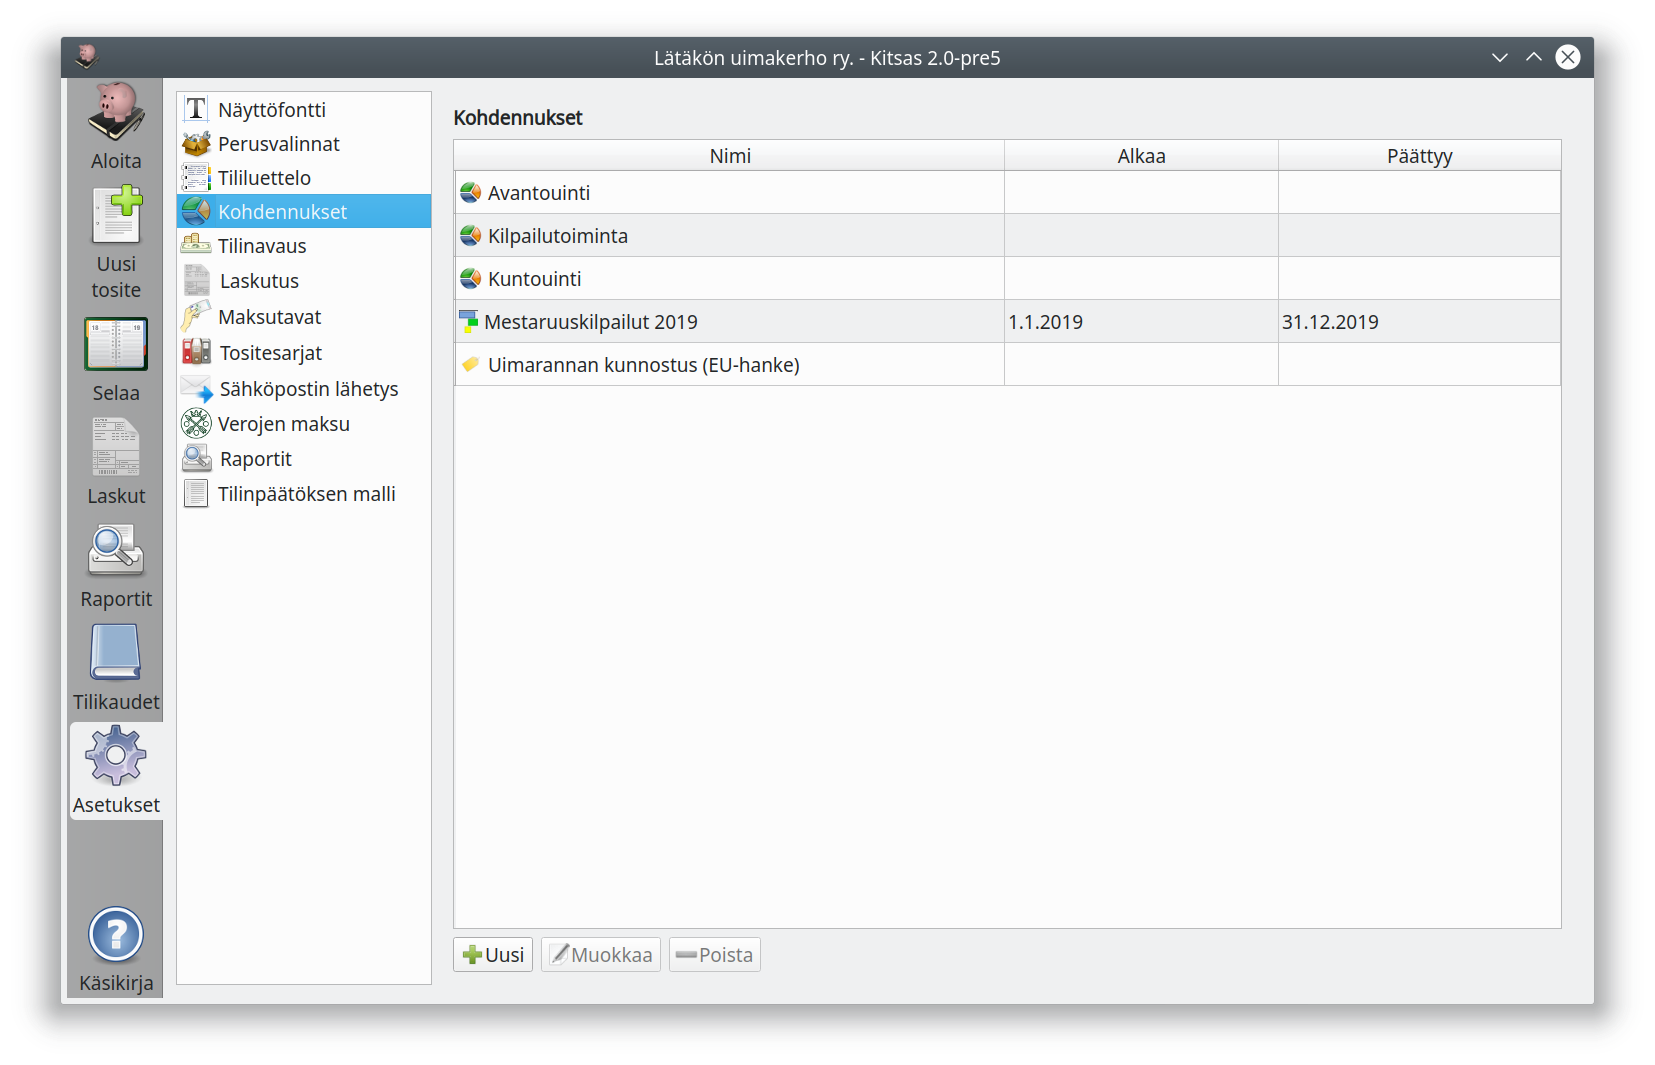 Lätäkön uimakerho ry. - Kitsas 2.0-pre5
Aloita
Uusi
tosite
Selaa
Laskut
Raportit
Tilikaudet
Asetukset
Käsikirja
Näyttöfontti
Perusvalinnat
Tililuettelo
Kohdennukset
Tilinavaus
Laskutus
Maksutavat
Tositesarjat
Sähköpostin lähetys
Verojen maksu
Raportit
Tilinpäätöksen malli
Kohdennukset
Nimi Alkaa Päättyy
Avantouinti
Kilpailutoiminta
Kuntouinti
Mestaruuskilpailut 2019 1.1.2019 31.12.2019
Uimarannan kunnostus (EU-hanke)
Uusi Muokkaa Poista